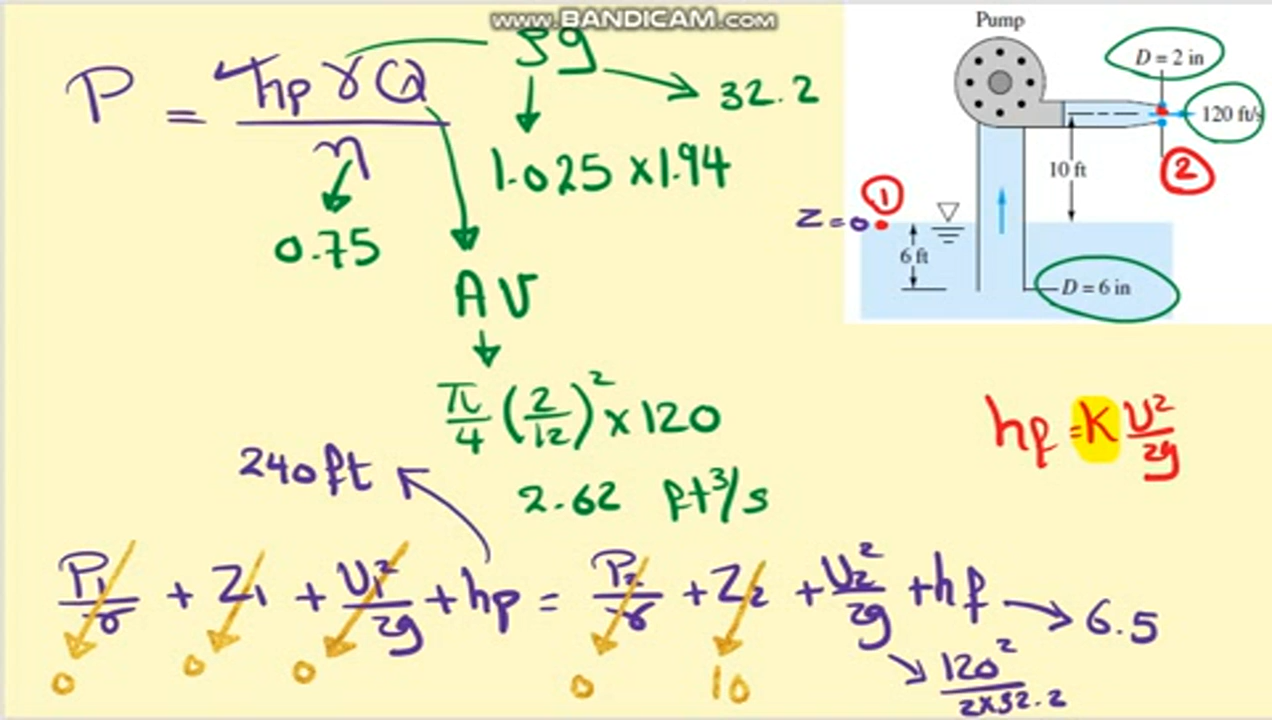 www.BANDICAM.com
P = hp γ Q / η
ρg
32.2
1.025 × 1.94
0.75
A V
π/4 (2/12)² × 120
2.62 ft³/s
240 ft
P₁/γ + Z₁ + V₁²/2g + hp = P₂/γ + Z₂ + V₂²/2g + hf
6.5
0 0 0 0 10
120²/2×32.2
Pump
D = 2 in
120 ft/s
10 ft
2
1
Z = 0
6 ft
D = 6 in
hf = K V²/2g